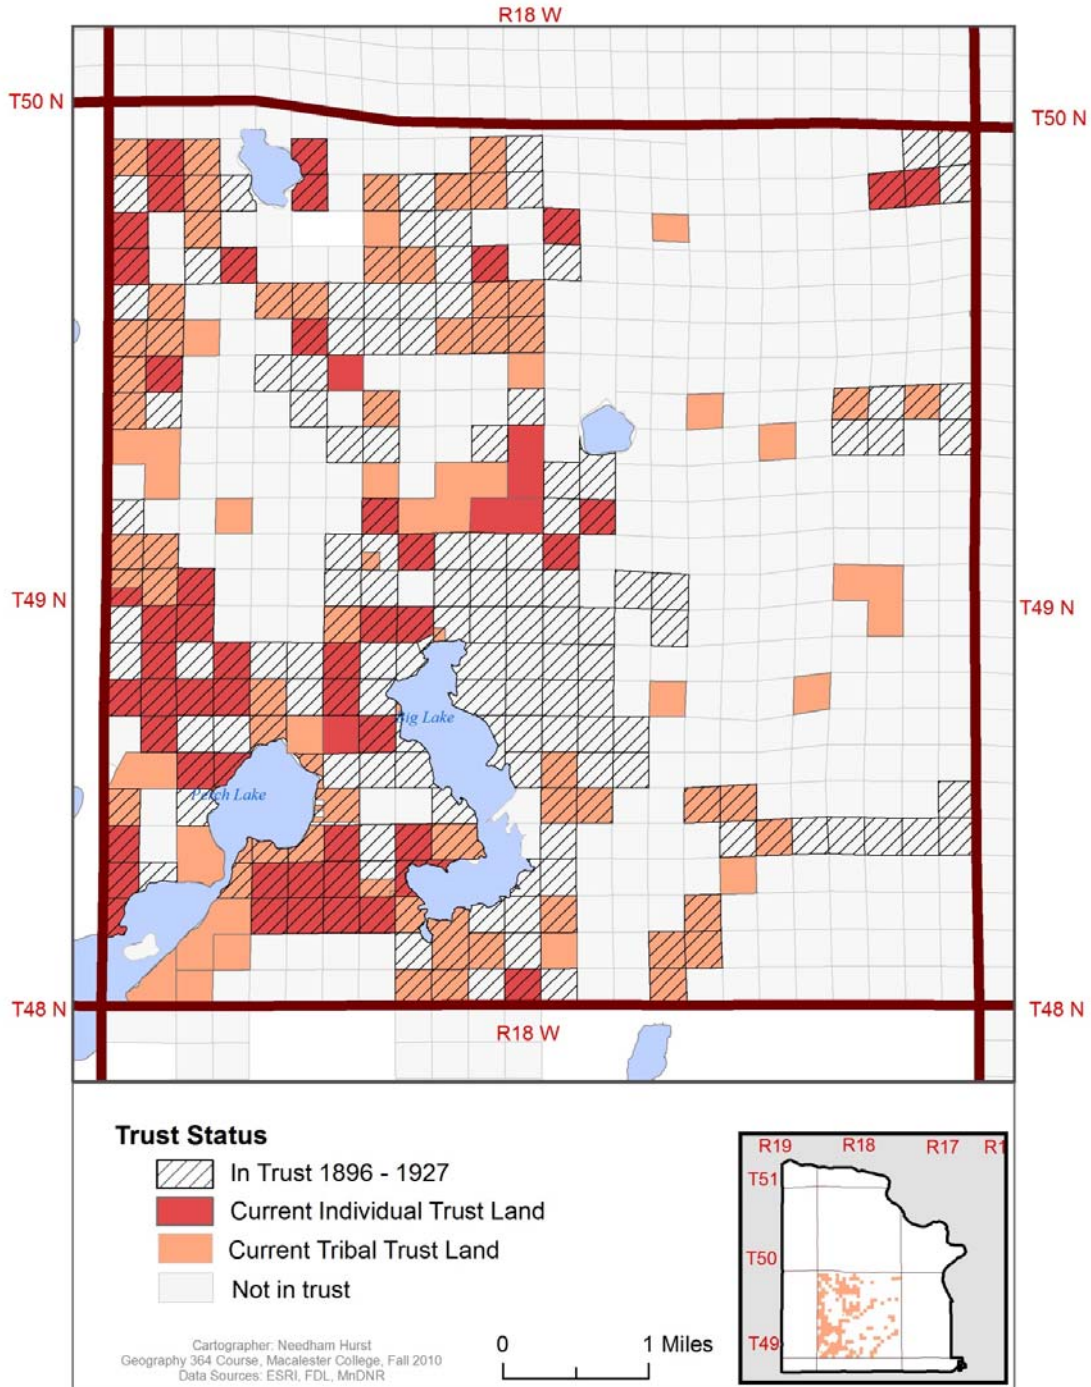 R18 W
T50 N
T50 N
T49 N
T49 N
Big Lake
Perch Lake
T48 N
T48 N
R18 W
Trust Status
In Trust 1896 - 1927
Current Individual Trust Land
Current Tribal Trust Land
Not in trust
Cartographer: Needham Hurst
Geography 364 Course, Macalester College, Fall 2010
Data Sources: ESRI, FDL, MnDNR
0 1 Miles
R19 R18 R17 R1
T51
T50
T49